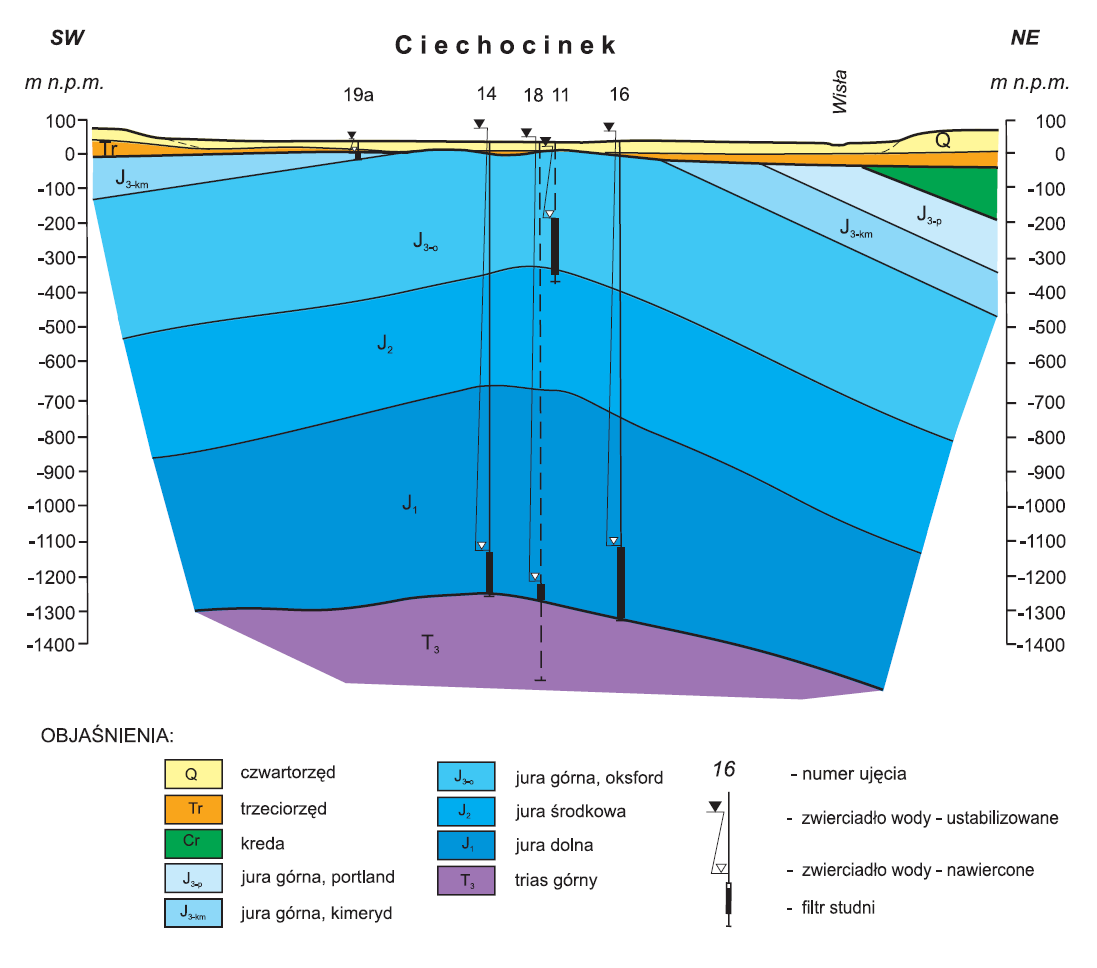 SW
Ciechocinek
NE
m n.p.m.
m n.p.m.
19a
14
18
11
16
Wisła
100
0
-100
-200
-300
-400
-500
-600
-700
-800
-900
-1000
-1100
-1200
-1300
-1400
100
0
-100
-200
-300
-400
-500
-600
-700
-800
-900
-1000
-1100
-1200
-1300
-1400
Tr
Q
J3-km
J3-p
J3-km
J3-o
J2
J1
T3
OBJAŚNIENIA:
Q czwartorzęd
Tr trzeciorzęd
Cr kreda
J3-p jura górna, portland
J3-km jura górna, kimeryd
J3-o jura górna, oksford
J2 jura środkowa
J1 jura dolna
T3 trias górny
16 - numer ujęcia
- zwierciadło wody - ustabilizowane
- zwierciadło wody - nawiercone
- filtr studni